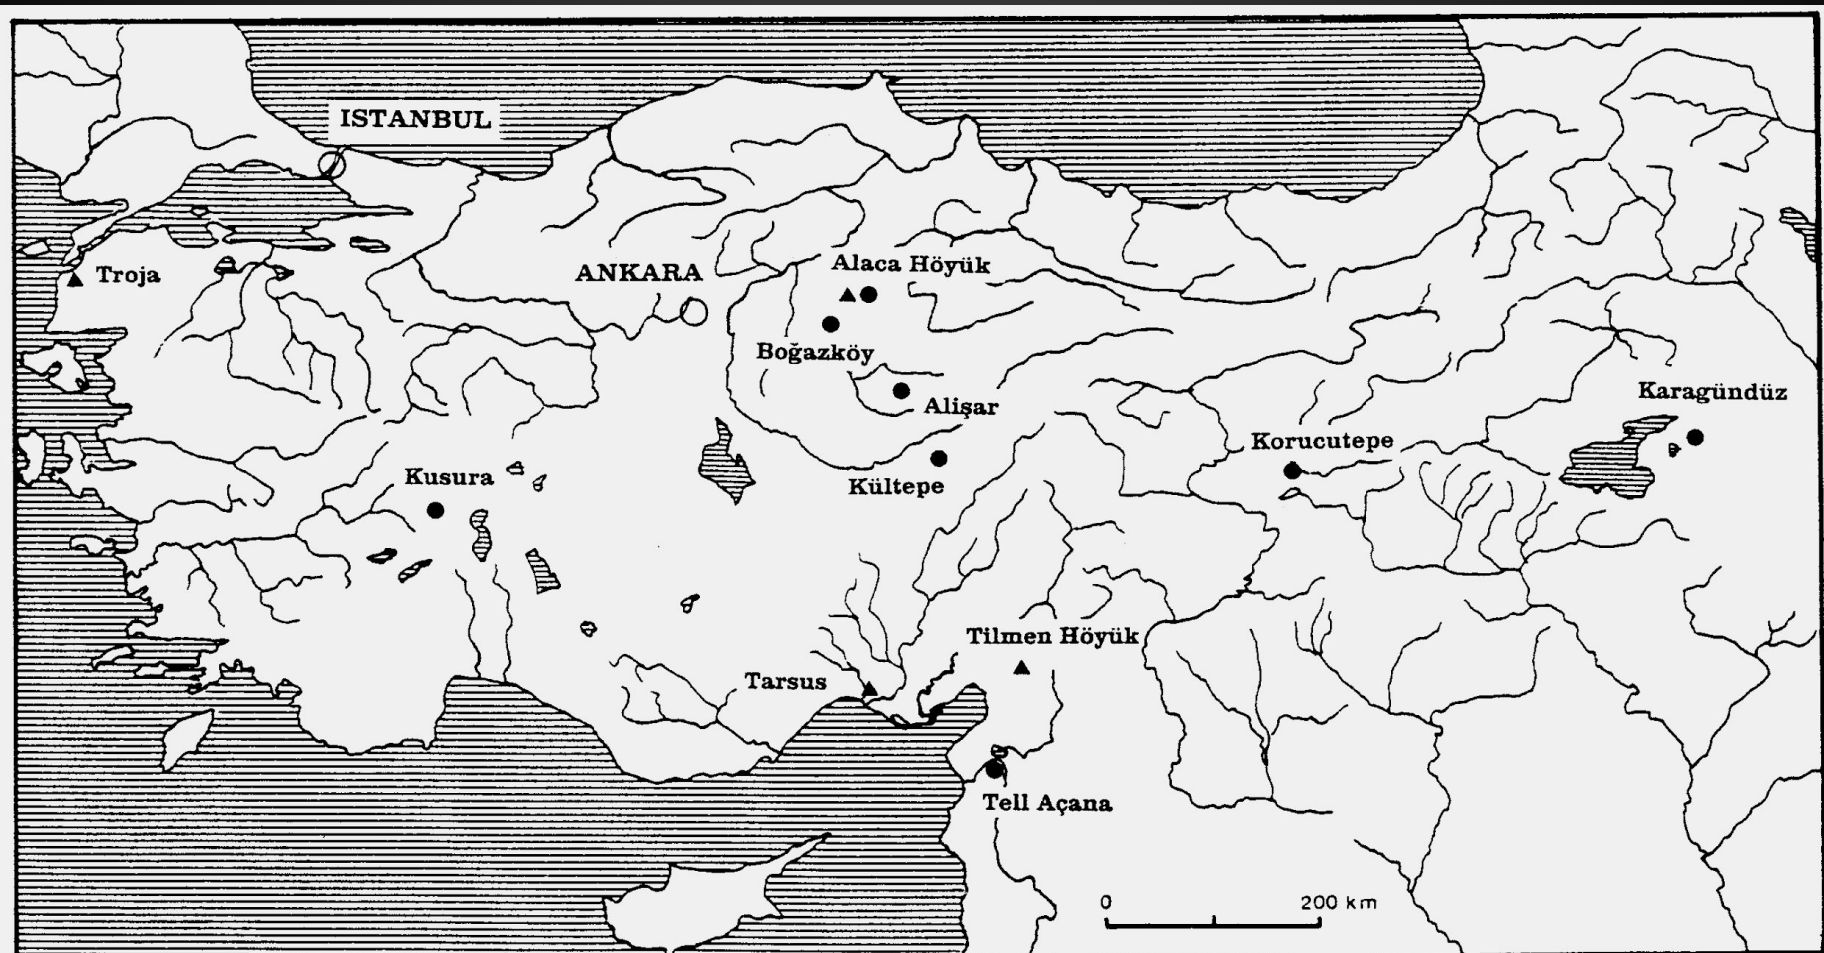 ISTANBUL
Troja
ANKARA
Alaca Höyük
Boğazköy
Alişar
Karagündüz
Korucutepe
Kusura
Kültepe
Tilmen Höyük
Tarsus
Tell Açana
0 200 km